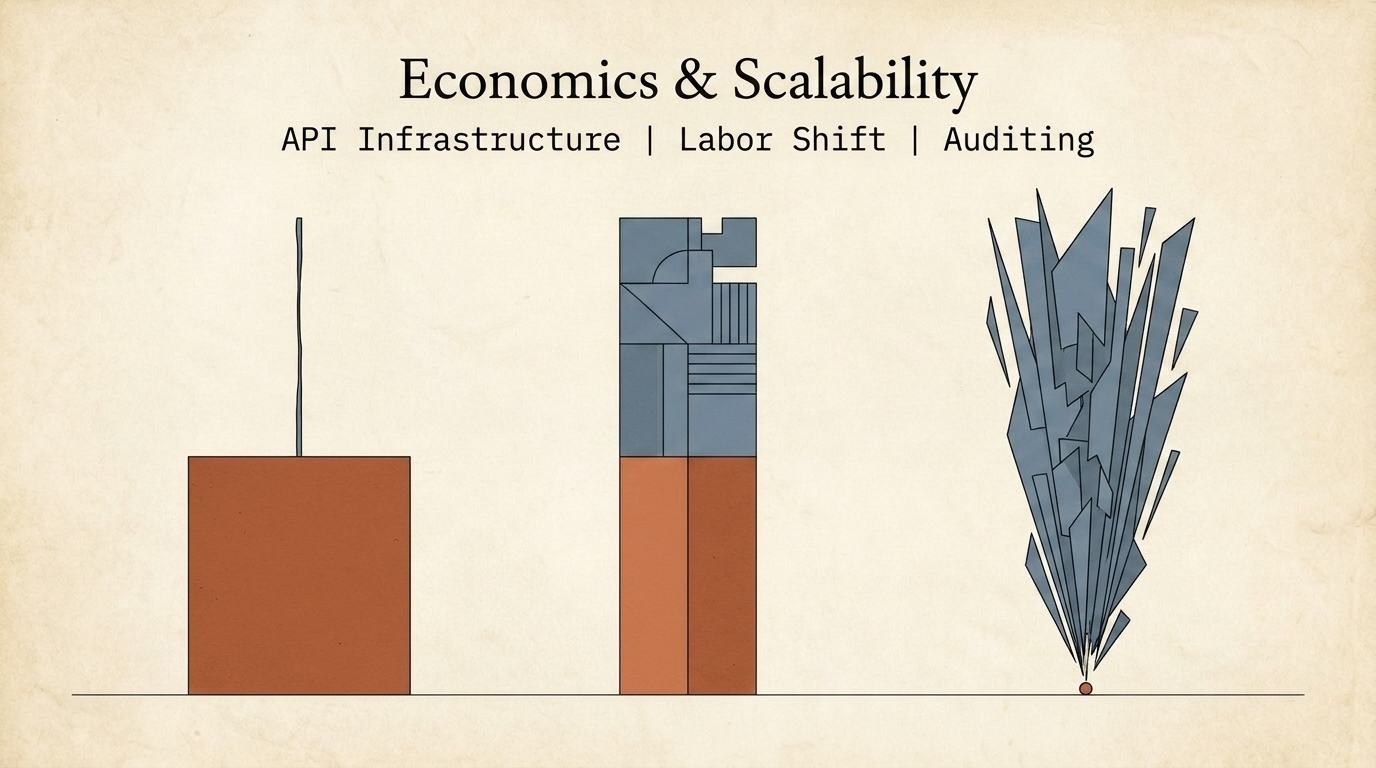 Economics & Scalability
API Infrastructure | Labor Shift | Auditing